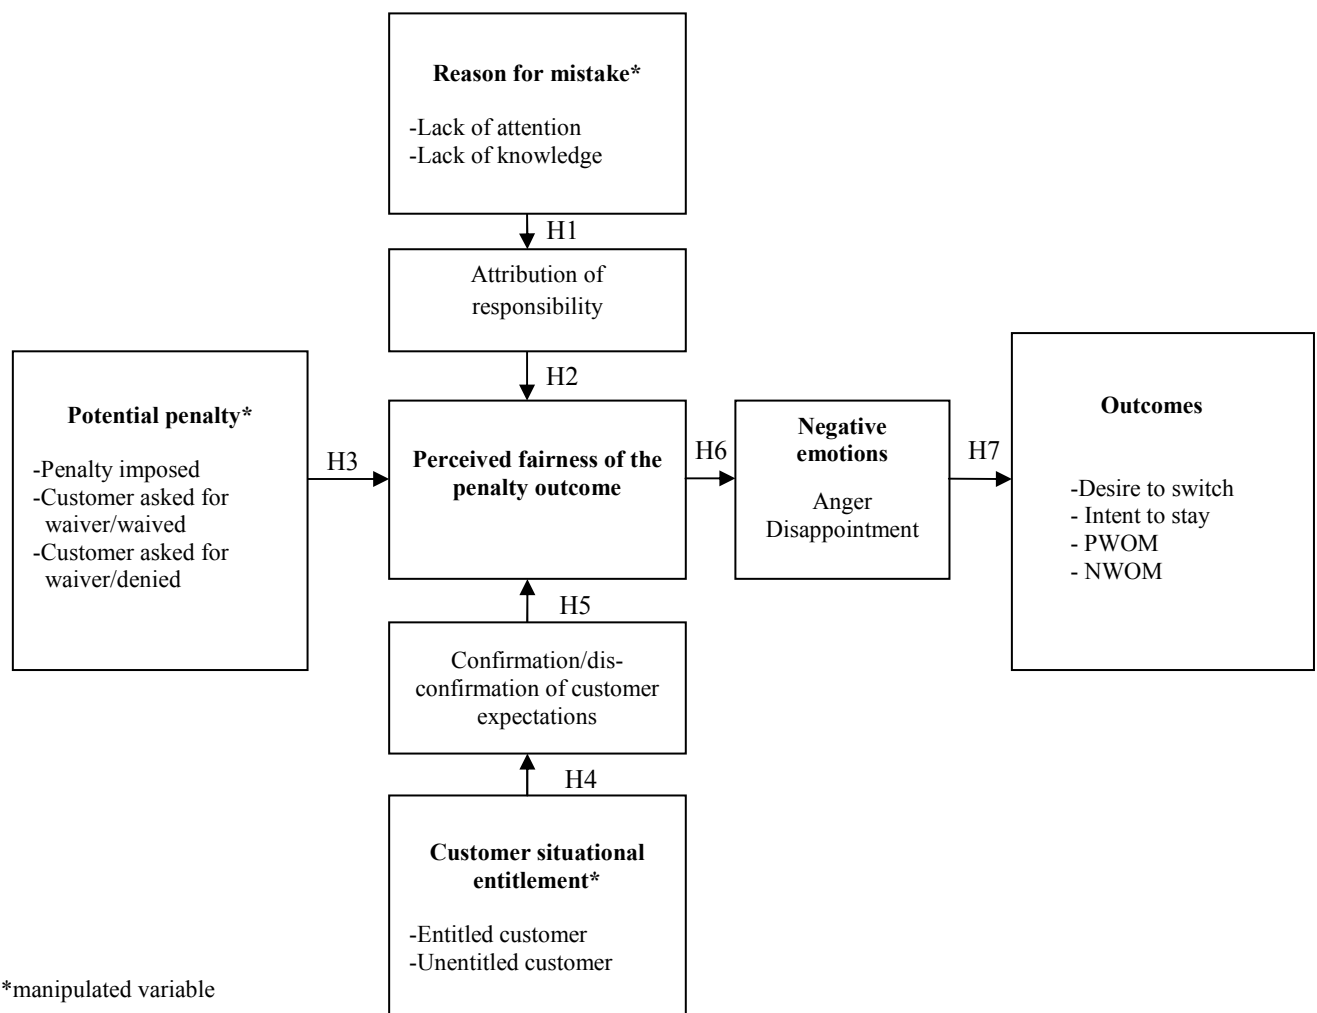 Reason for mistake*
-Lack of attention
-Lack of knowledge
H1
Attribution of
responsibility
H2
Potential penalty*
-Penalty imposed
-Customer asked for
waiver/waived
-Customer asked for
waiver/denied
H3
Perceived fairness of the
penalty outcome
H6
Negative
emotions
Anger
Disappointment
H7
Outcomes
-Desire to switch
- Intent to stay
- PWOM
- NWOM
H5
Confirmation/dis-
confirmation of customer
expectations
H4
Customer situational
entitlement*
-Entitled customer
-Unentitled customer
*manipulated variable